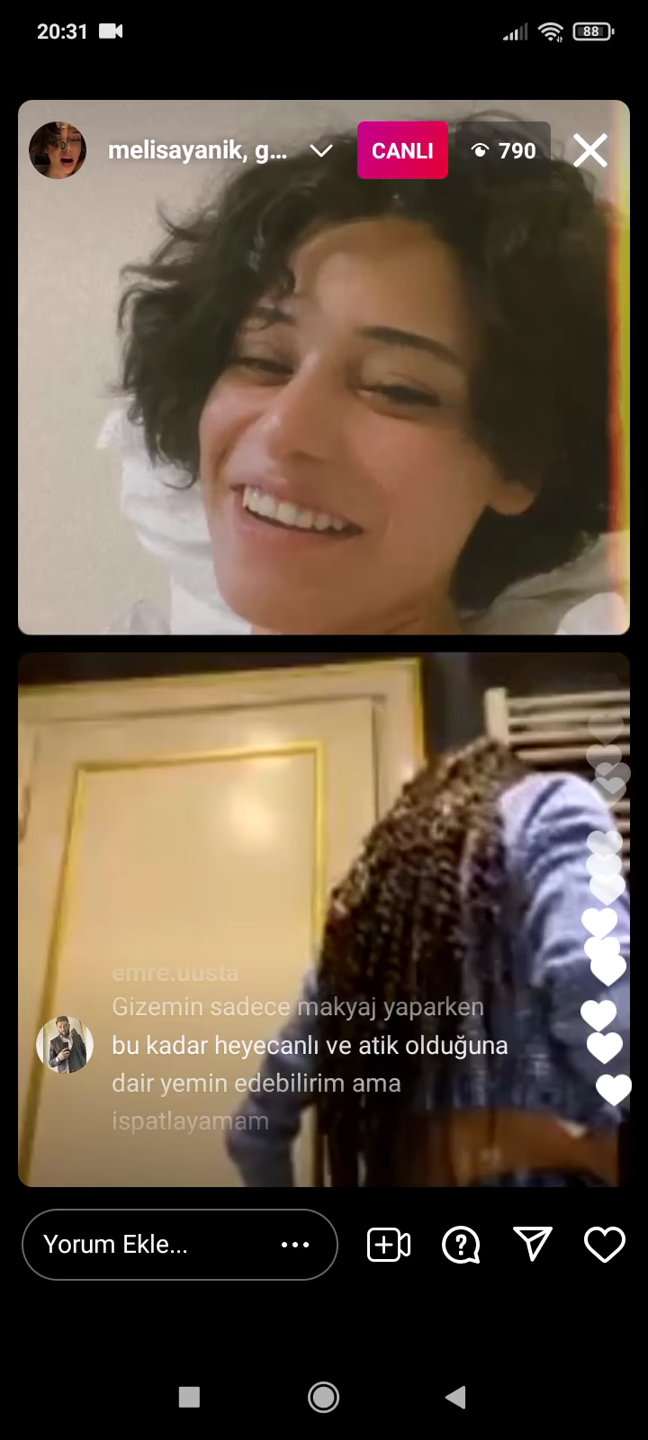 20:31
88
melisayanik, g...
CANLI
790
emre.uusta
Gizemin sadece makyaj yaparken
bu kadar heyecanlı ve atik olduğuna
dair yemin edebilirim ama
ispatlayamam
Yorum Ekle...